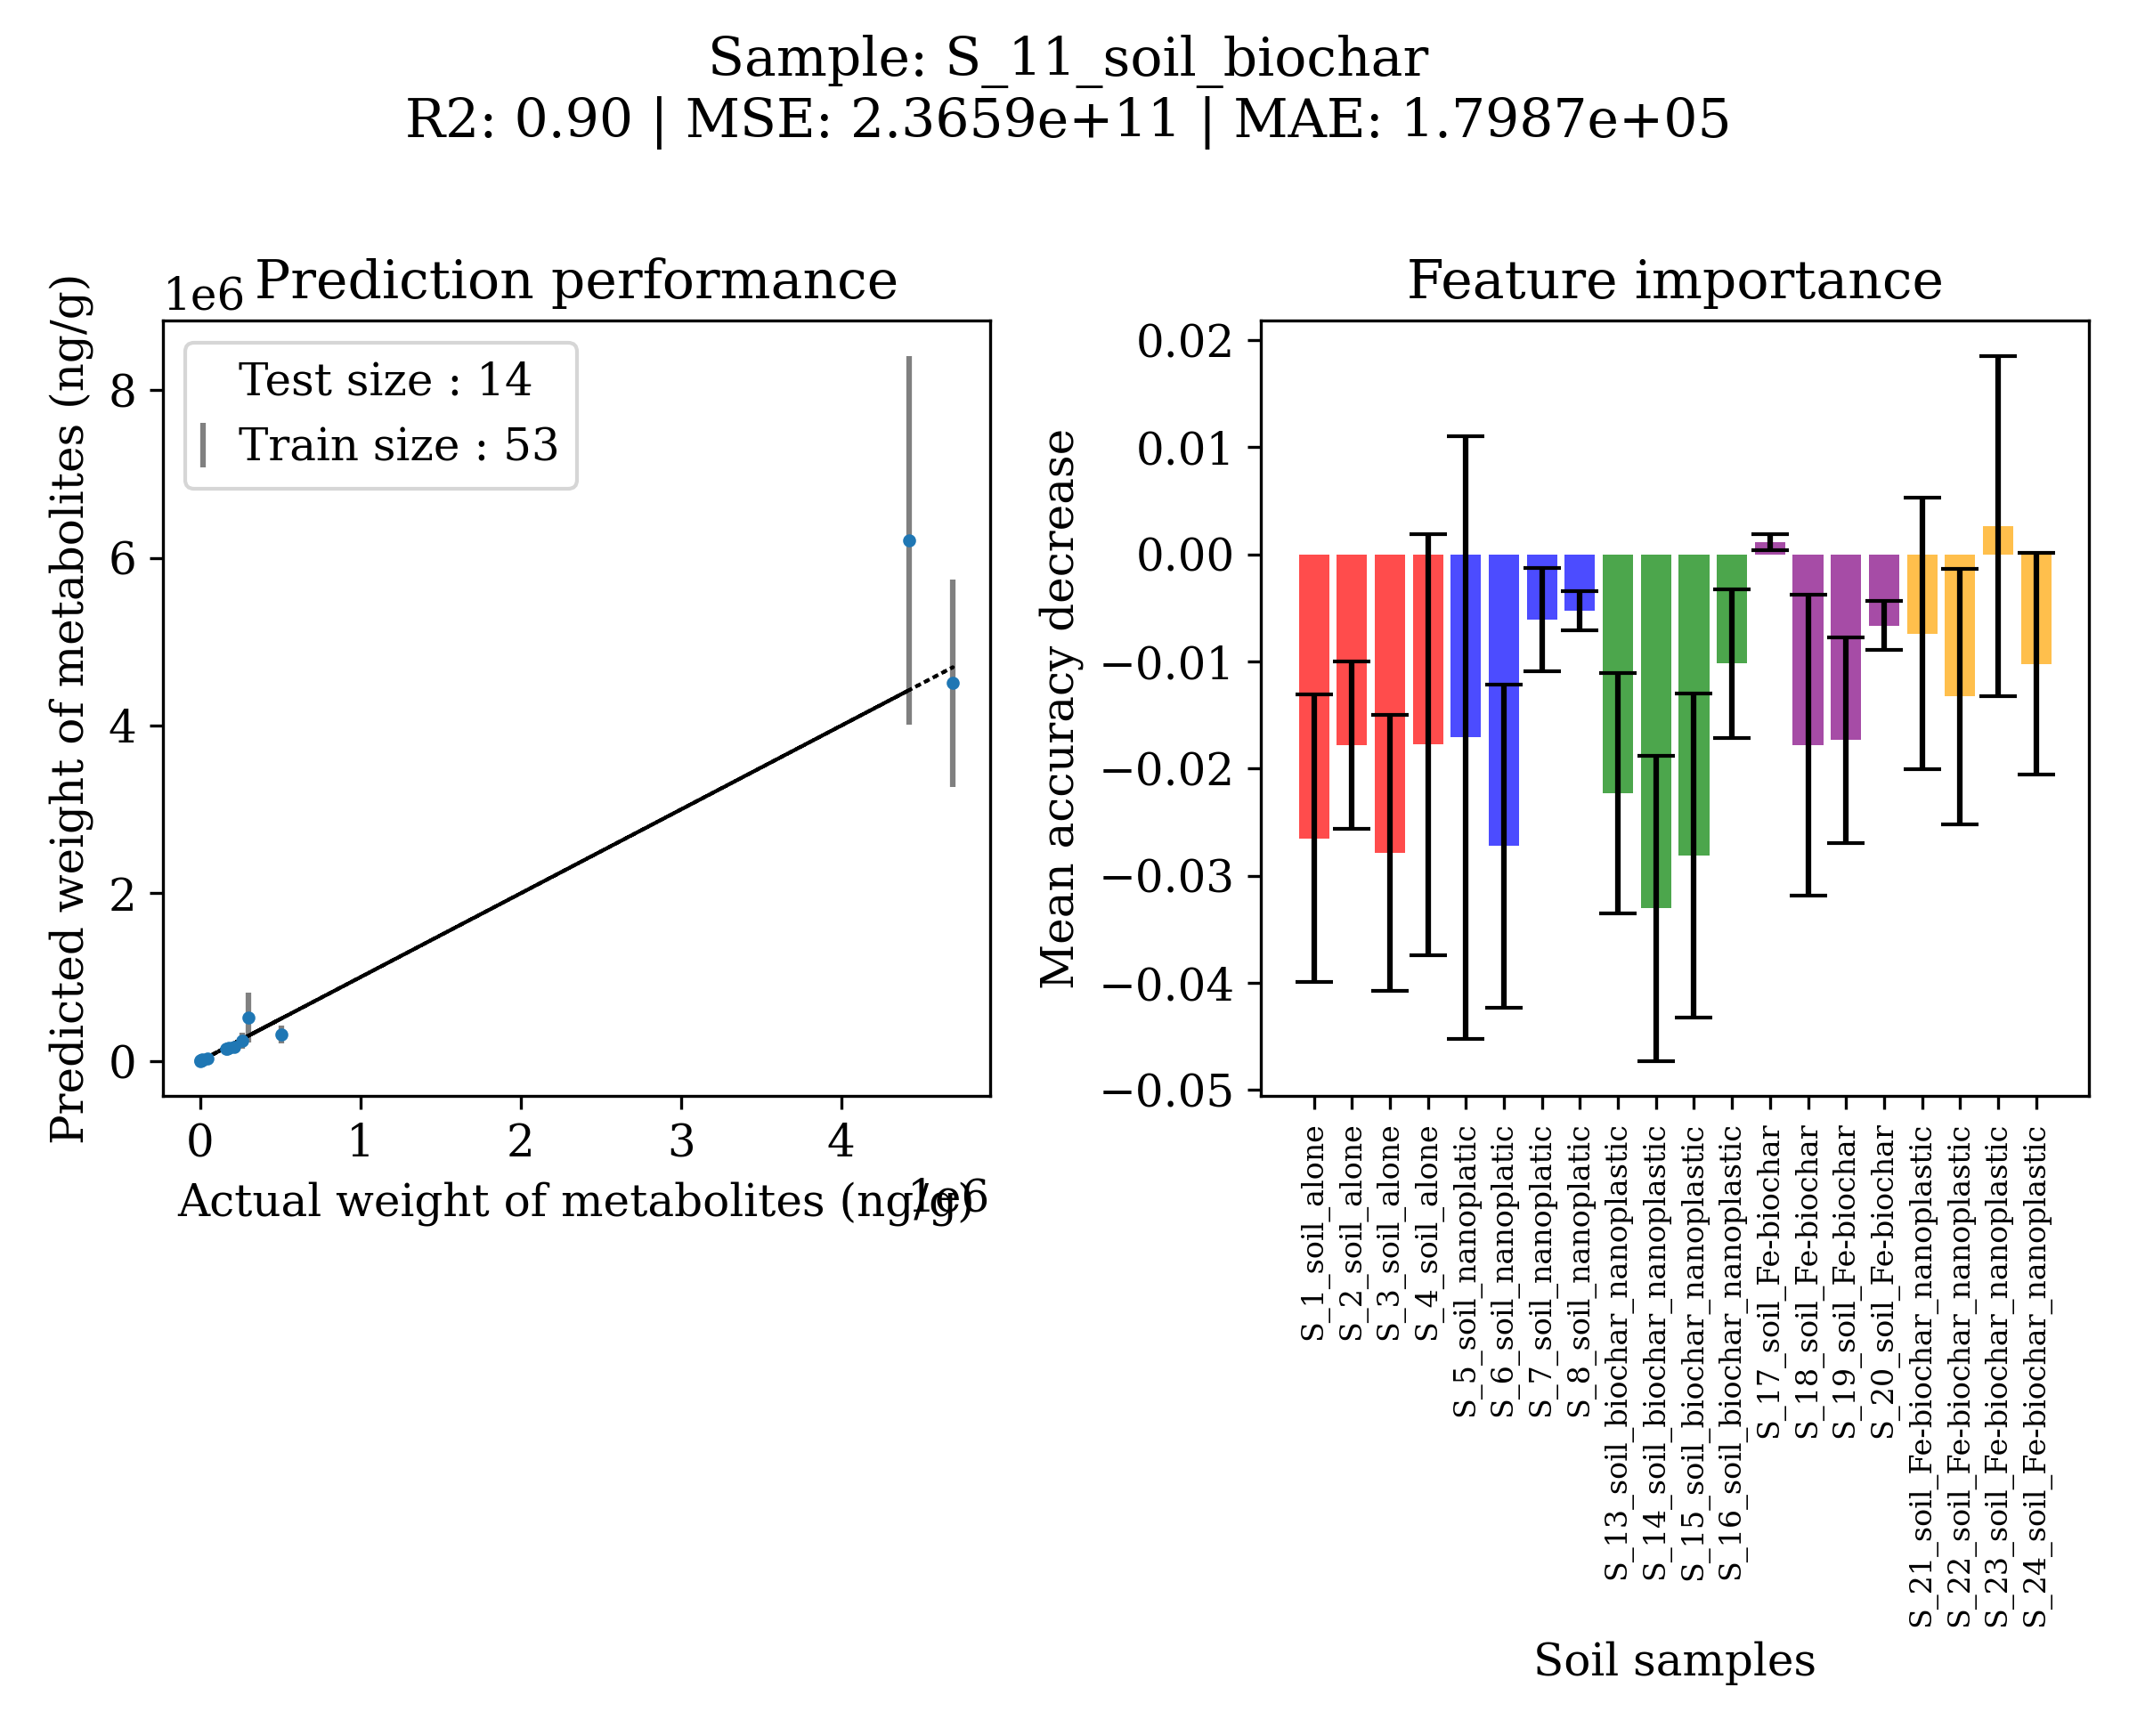 Sample: S_11_soil_biochar
R2: 0.90 | MSE: 2.3659e+11 | MAE: 1.7987e+05
Prediction performance
1e6
Predicted weight of metabolites (ng/g)
8
6
4
2
0
Test size : 14
Train size : 53
0 1 2 3 4
Actual weight of metabolites (ng/g)
1e6
Feature importance
Mean accuracy decrease
0.02
0.01
0.00
−0.01
−0.02
−0.03
−0.04
−0.05
S_1_soil_alone
S_2_soil_alone
S_3_soil_alone
S_4_soil_alone
S_5_soil_nanoplatic
S_6_soil_nanoplatic
S_7_soil_nanoplatic
S_8_soil_nanoplatic
S_13_soil_biochar_nanoplastic
S_14_soil_biochar_nanoplastic
S_15_soil_biochar_nanoplastic
S_16_soil_biochar_nanoplastic
S_17_soil_Fe-biochar
S_18_soil_Fe-biochar
S_19_soil_Fe-biochar
S_20_soil_Fe-biochar
S_21_soil_Fe-biochar_nanoplastic
S_22_soil_Fe-biochar_nanoplastic
S_23_soil_Fe-biochar_nanoplastic
S_24_soil_Fe-biochar_nanoplastic
Soil samples